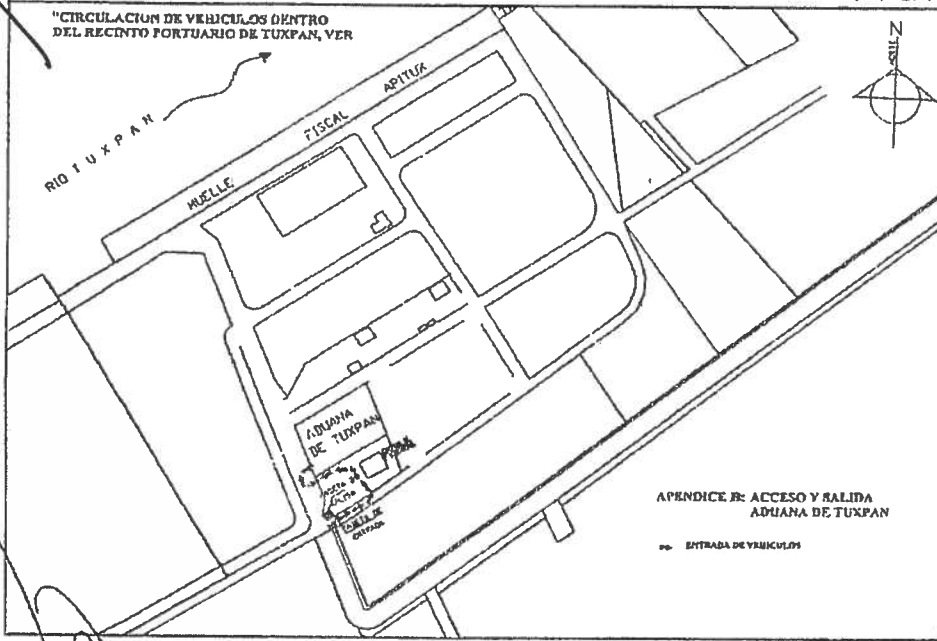 "CIRCULACION DE VEHICULOS DENTRO
DEL RECINTO PORTUARIO DE TUXPAN, VER
N
RIO TUXPAN
MUELLE FISCAL APITUX
ADUANA
DE TUXPAN
APENDICE B: ACCESO Y SALIDA
ADUANA DE TUXPAN
ENTRADA DE VEHICULOS